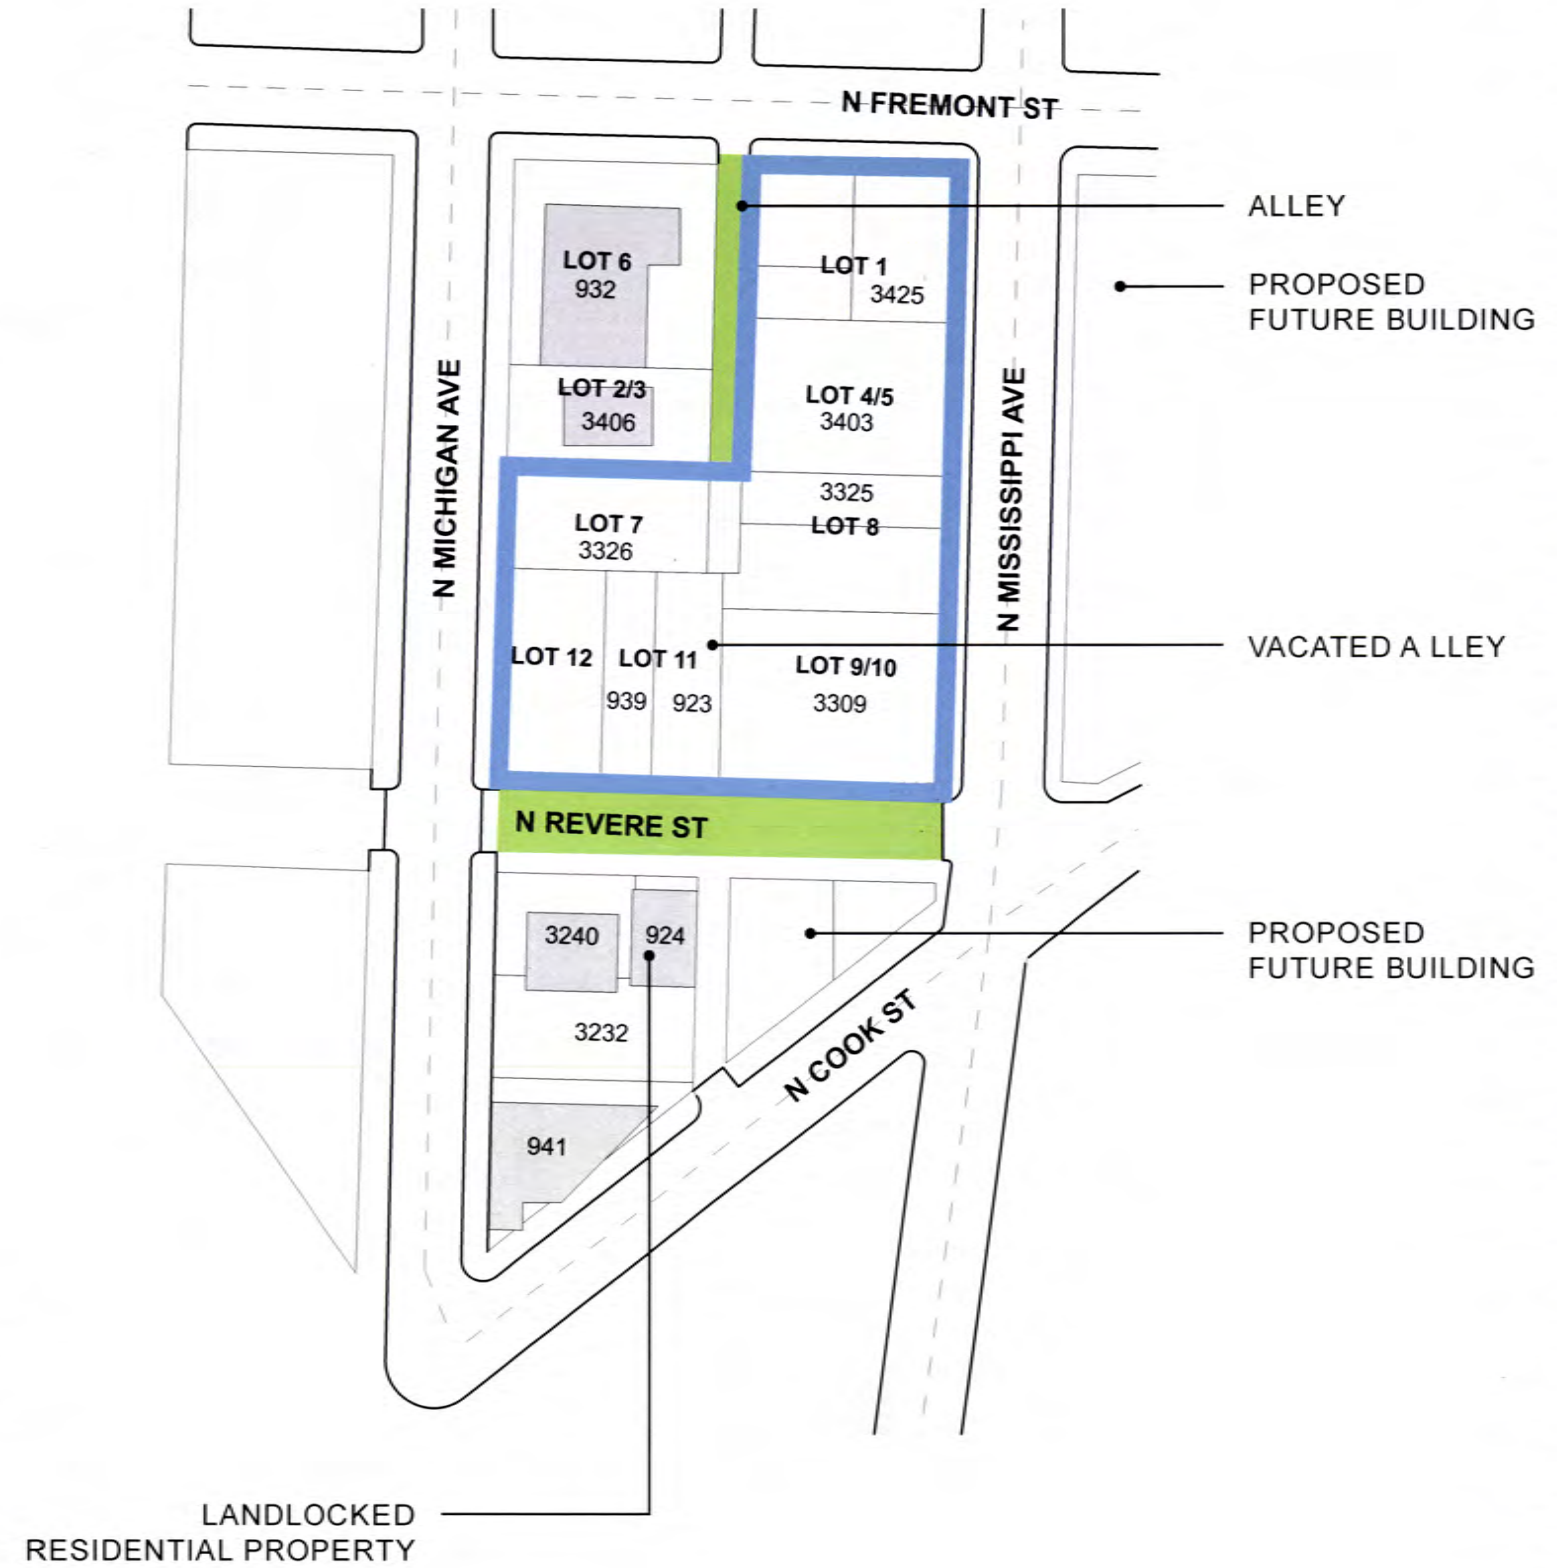 N FREMONT ST
ALLEY
LOT 6
932
LOT 1
3425
PROPOSED
FUTURE BUILDING
N MICHIGAN AVE
LOT 2/3
3406
LOT 4/5
3403
N MISSISSIPPI AVE
3325
LOT 8
LOT 7
3326
VACATED A LLEY
LOT 12
LOT 11
939
923
LOT 9/10
3309
N REVERE ST
3240
924
PROPOSED
FUTURE BUILDING
3232
N COOK ST
941
LANDLOCKED
RESIDENTIAL PROPERTY